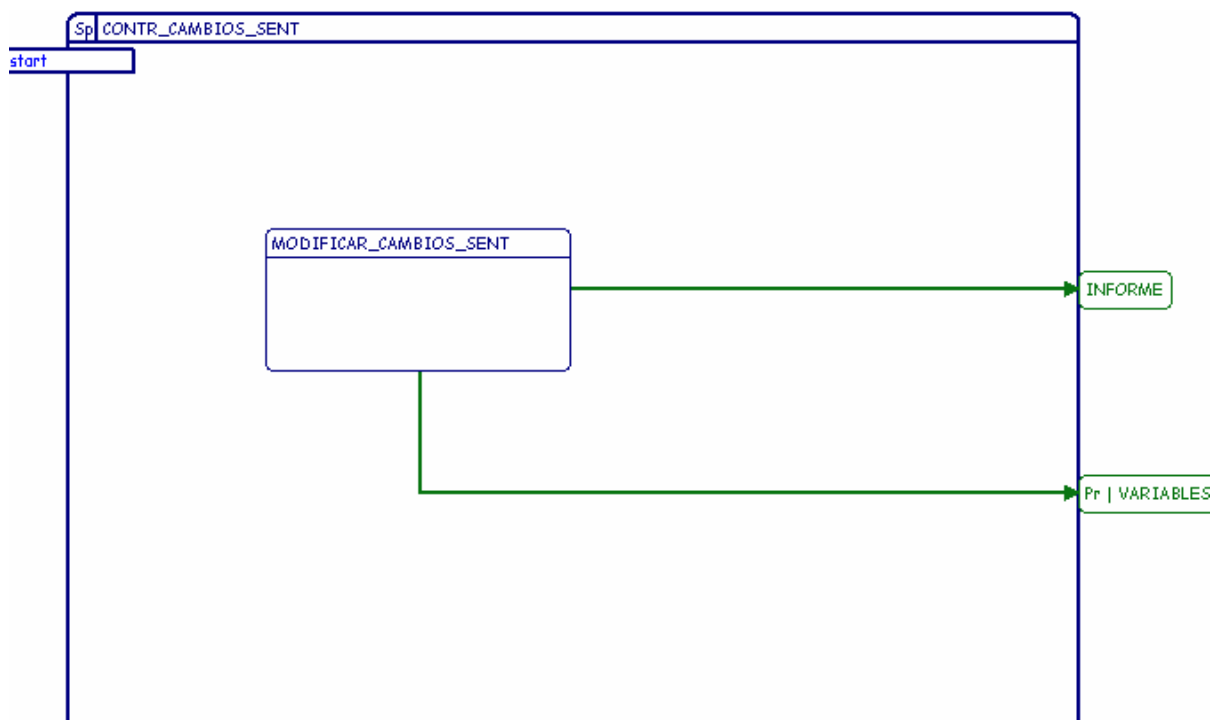 Sp CONTR_CAMBIOS_SENT
start
MODIFICAR_CAMBIOS_SENT
INFORME
Pr | VARIABLES